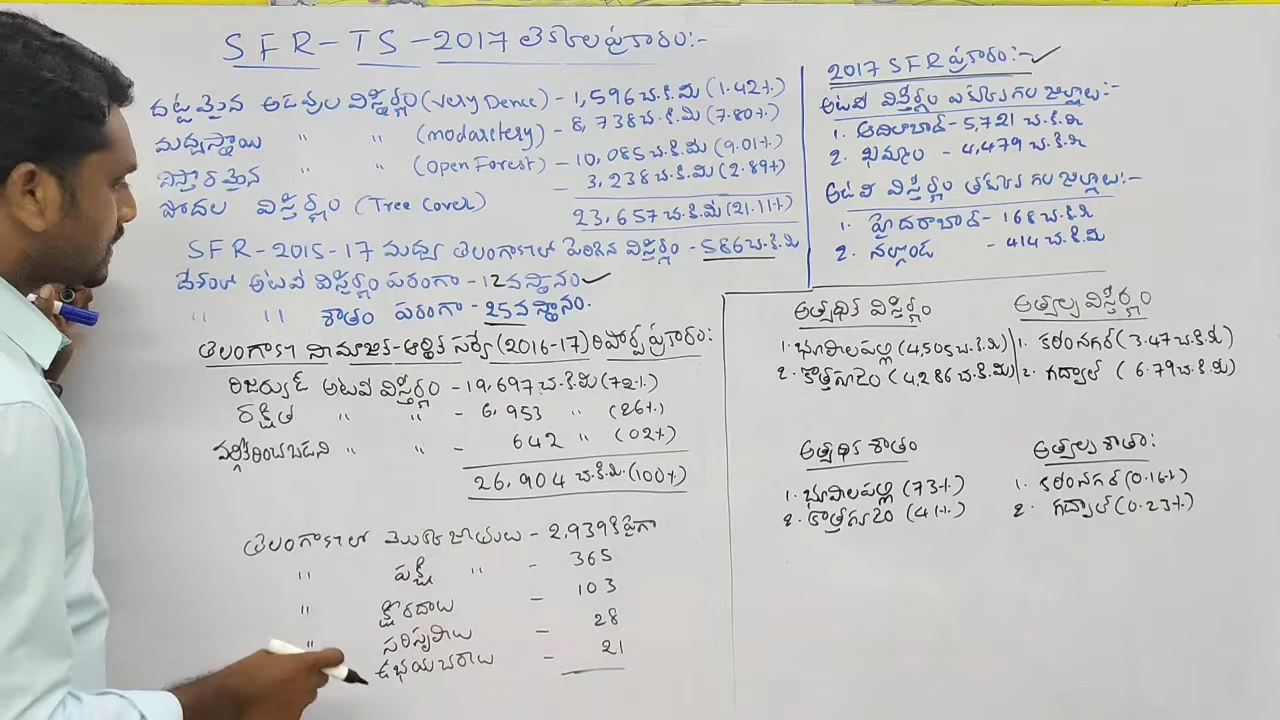 SFR-TS-2017 లెక్కల ప్రకారం:-
దట్టమైన అడవుల విస్తీర్ణం (Very Dence) - 1,596 చ.కి.మీ (1.42%)
మధ్యస్థాయి " " (modaretery) - 8,738 చ.కి.మీ (7.80%)
విస్తారమైన " " (Open Forest) - 10,085 చ.కి.మీ (9.01%)
పొదల విస్తీర్ణం (Tree Cover) - 3,238 చ.కి.మీ (2.89%)
23,657 చ.కి.మీ (21.11%)
SFR-2015-17 మధ్య తెలంగాణలో పెరిగిన విస్తీర్ణం - 586 చ.కి.మీ
దేశంలో అటవీ విస్తీర్ణం పరంగా - 12వ స్థానం ✓
" " శాతం పరంగా - 25వ స్థానం.
తెలంగాణ సామాజిక-ఆర్థిక సర్వే (2016-17) రిపోర్ట్ ప్రకారం:
రిజర్వుడ్ అటవీ విస్తీర్ణం - 19,697 చ.కి.మీ (72%)
రక్షిత " " - 6,953 " (26%)
వర్గీకరించబడని " " - 642 " (02%)
26,904 చ.కి.మీ. (100%)
తెలంగాణలో మొక్కజాతులు - 2,939 కి పైగా
" పక్షి " - 365
" క్షీరదాలు - 103
" సరీసృపాలు - 28
ఉభయచరాలు - 21
2017 SFR ప్రకారం:- ✓
అటవీ విస్తీర్ణం ఎక్కువగల జిల్లాలు:-
1. ఆదిలాబాద్ - 5,721 చ.కి.మీ
2. ఖమ్మం - 4,479 చ.కి.మీ
అటవీ విస్తీర్ణం తక్కువ గల జిల్లాలు:-
1. హైదరాబాద్ - 168 చ.కి.మీ
2. నల్గొండ - 414 చ.కి.మీ
అత్యధిక విస్తీర్ణం
1. భూపాలపల్లి (4,505 చ.కి.మీ)
2. కొత్తగూడెం (4,286 చ.కి.మీ)
అత్యల్ప విస్తీర్ణం
1. కరీంనగర్ (3.47 చ.కి.మీ)
2. గద్వాల్ (6.79 చ.కి.మీ)
అత్యధిక శాతం
1. భూపాలపల్లి (73%)
2. కొత్తగూడెం (41%)
అత్యల్ప శాతం:
1. కరీంనగర్ (0.16%)
2. గద్వాల్ (0.23%)